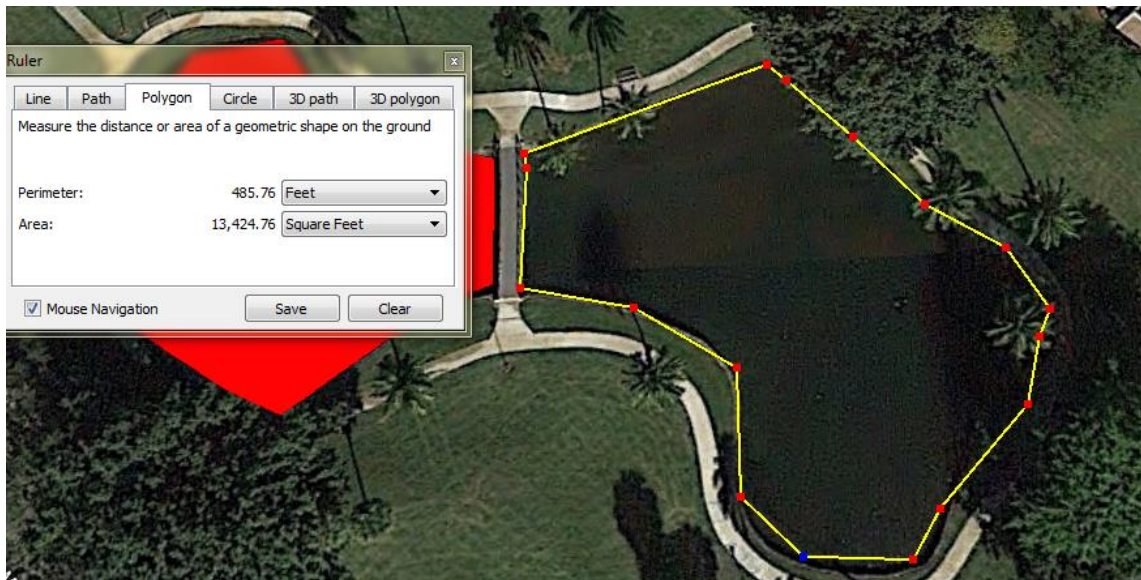 Ruler
Line Path Polygon Circle 3D path 3D polygon
Measure the distance or area of a geometric shape on the ground
Perimeter: 485.76 Feet
Area: 13,424.76 Square Feet
Mouse Navigation Save Clear